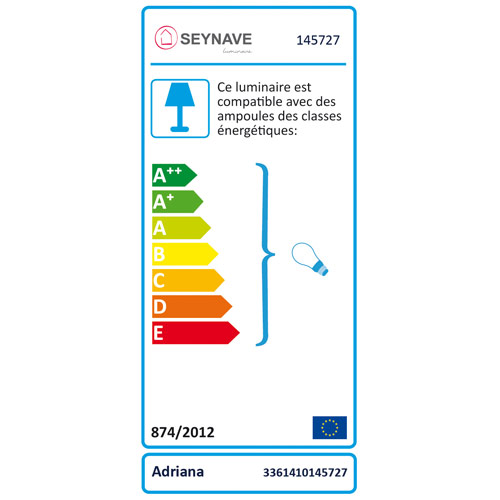 SEYNAVE
luminaire
145727
Ce luminaire est
compatible avec des
ampoules des classes
énergétiques:
A++
A+
A
B
C
D
E
874/2012
Adriana 3361410145727